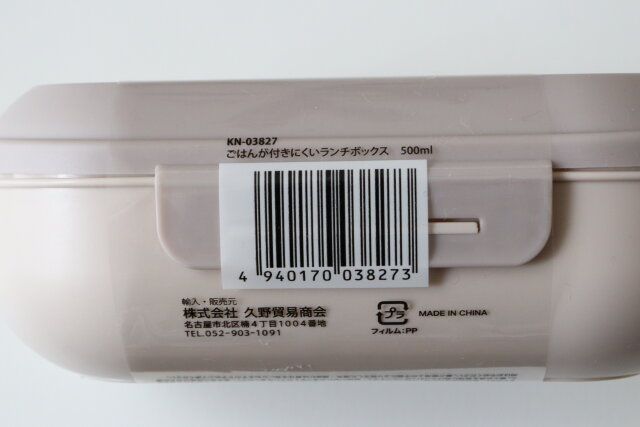 KN-03827
ごはんが付きにくいランチボックス 500ml
4 940170 038273
輸入・販売元
株式会社 久野貿易商会
名古屋市北区楠4丁目1004番地
TEL.052-903-1091
プラ
フィルム:PP
MADE IN CHINA